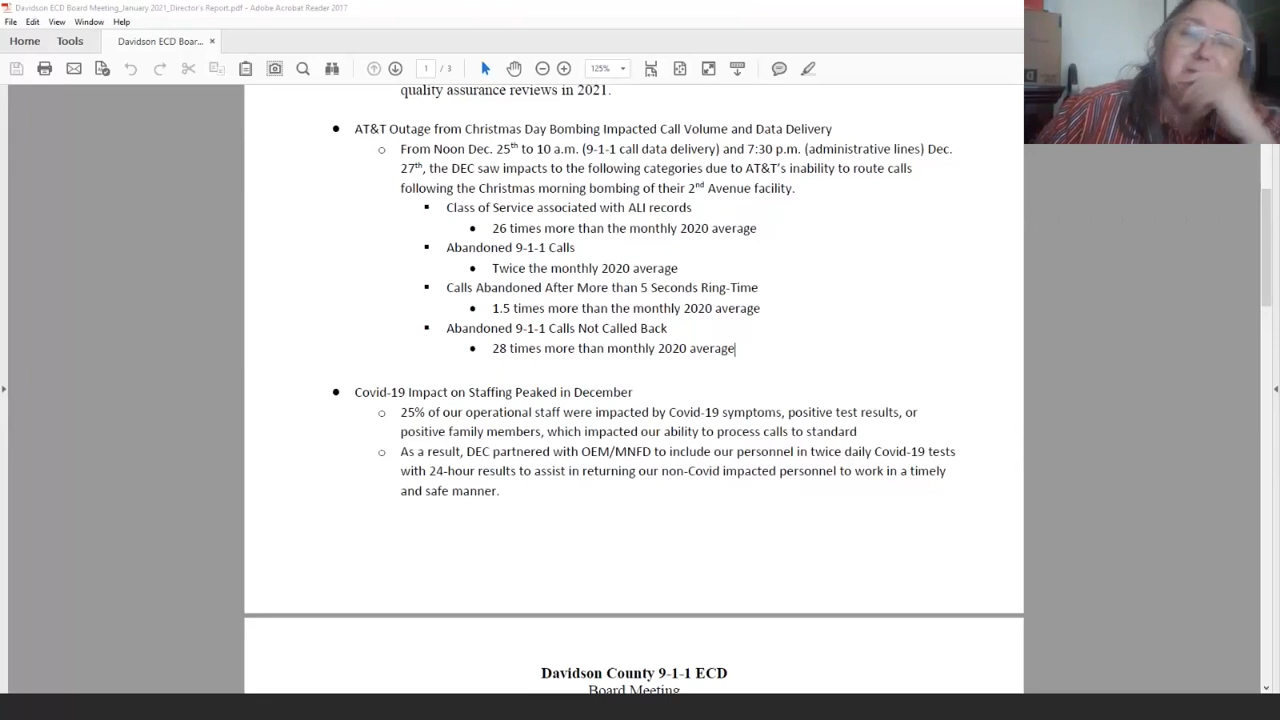 Davidson ECD Board Meeting_January 2021_Director's Report.pdf - Adobe Acrobat Reader 2017
File Edit View Window Help
Home Tools Davidson ECD Boar... ×
1 / 3 125%
quality assurance reviews in 2021.
● AT&T Outage from Christmas Day Bombing Impacted Call Volume and Data Delivery
o From Noon Dec. 25th to 10 a.m. (9-1-1 call data delivery) and 7:30 p.m. (administrative lines) Dec.
27th, the DEC saw impacts to the following categories due to AT&T's inability to route calls
following the Christmas morning bombing of their 2nd Avenue facility.
▪ Class of Service associated with ALI records
• 26 times more than the monthly 2020 average
▪ Abandoned 9-1-1 Calls
• Twice the monthly 2020 average
▪ Calls Abandoned After More than 5 Seconds Ring-Time
• 1.5 times more than the monthly 2020 average
▪ Abandoned 9-1-1 Calls Not Called Back
• 28 times more than monthly 2020 average
● Covid-19 Impact on Staffing Peaked in December
o 25% of our operational staff were impacted by Covid-19 symptoms, positive test results, or
positive family members, which impacted our ability to process calls to standard
o As a result, DEC partnered with OEM/MNFD to include our personnel in twice daily Covid-19 tests
with 24-hour results to assist in returning our non-Covid impacted personnel to work in a timely
and safe manner.
Davidson County 9-1-1 ECD
Board Meeting